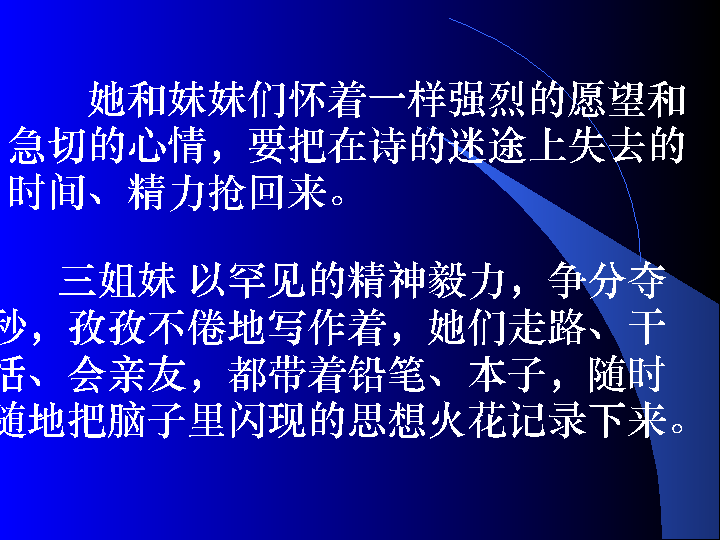 她和妹妹们怀着一样强烈的愿望和
急切的心情，要把在诗的迷途上失去的
时间、精力抢回来。
三姐妹 以罕见的精神毅力，争分夺
秒，孜孜不倦地写作着，她们走路、干
活、会亲友，都带着铅笔、本子，随时
随地把脑子里闪现的思想火花记录下来。